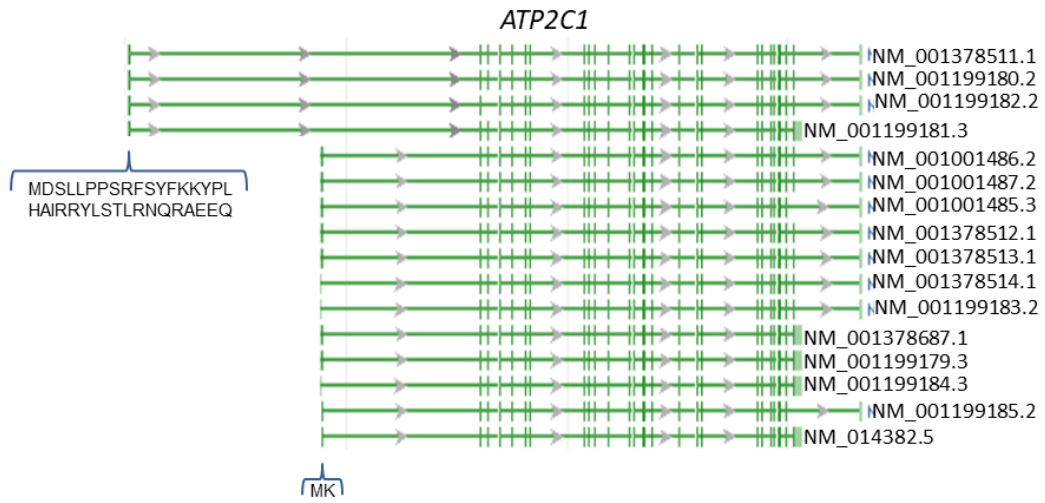 ATP2C1
NM_001378511.1
NM_001199180.2
NM_001199182.2
NM_001199181.3
NM_001001486.2
MDSLLPPSRFSYFKKYPL
HAIRRYLSTLRNQRAEEQ
NM_001001487.2
NM_001001485.3
NM_001378512.1
NM_001378513.1
NM_001378514.1
NM_001199183.2
NM_001378687.1
NM_001199179.3
NM_001199184.3
NM_001199185.2
NM_014382.5
MK